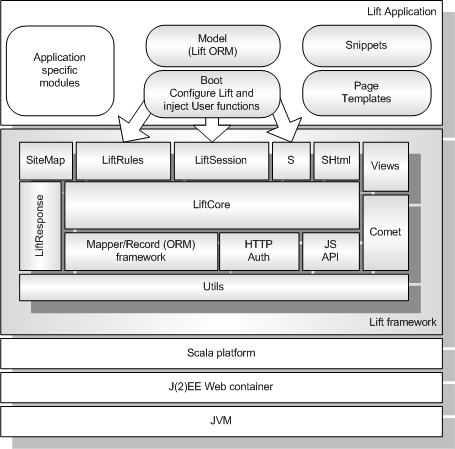 Lift Application
Application
specific
modules
Model
(Lift ORM)
Snippets
Boot
Configure Lift and
inject User functions
Page
Templates
SiteMap
LiftRules
LiftSession
S
SHtml
Views
LiftResponse
LiftCore
Comet
Mapper/Record (ORM)
framework
HTTP
Auth
JS
API
Utils
Lift framework
Scala platform
J(2)EE Web container
JVM